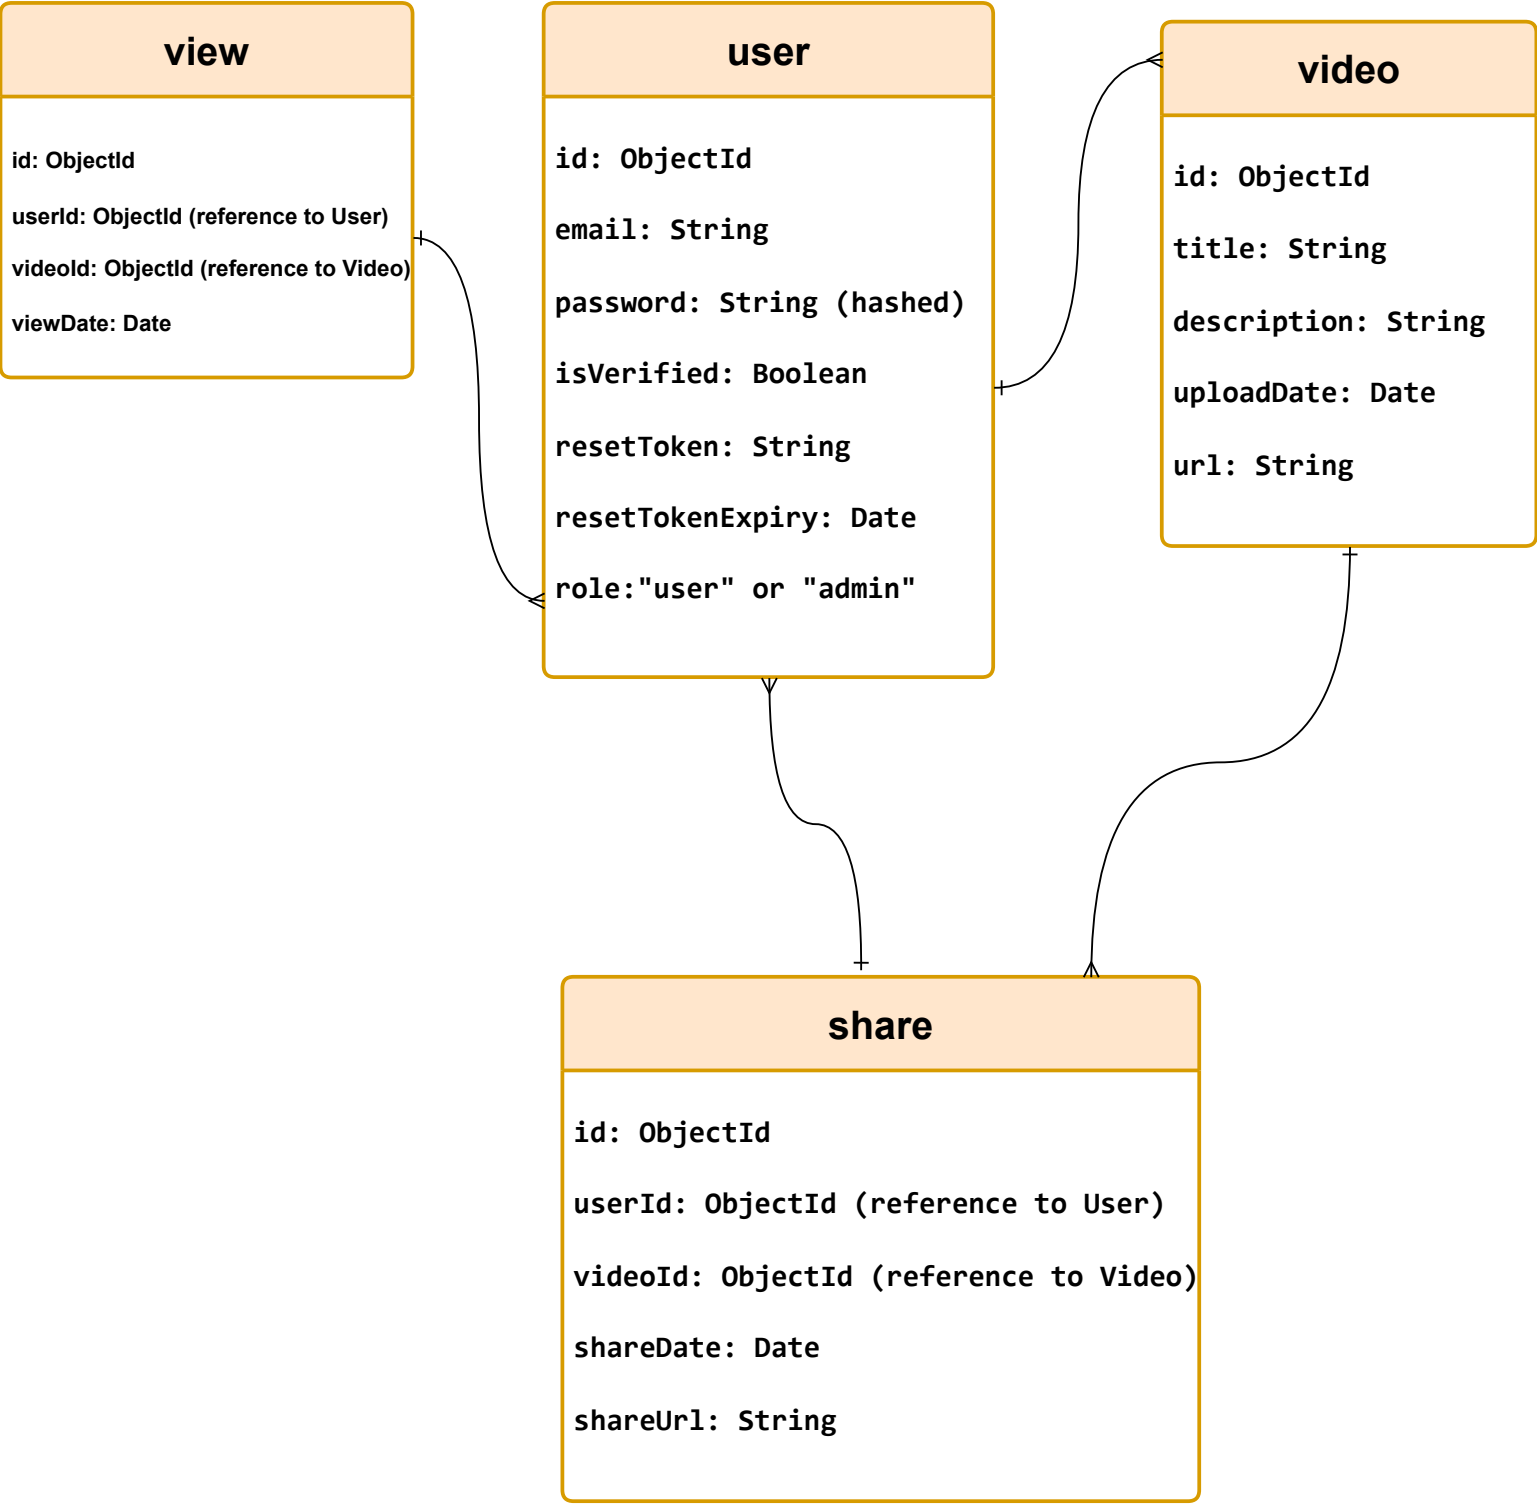 view
id: ObjectId
userId: ObjectId (reference to User)
videoId: ObjectId (reference to Video)
viewDate: Date
user
id: ObjectId
email: String
password: String (hashed)
isVerified: Boolean
resetToken: String
resetTokenExpiry: Date
role:"user" or "admin"
video
id: ObjectId
title: String
description: String
uploadDate: Date
url: String
share
id: ObjectId
userId: ObjectId (reference to User)
videoId: ObjectId (reference to Video)
shareDate: Date
shareUrl: String